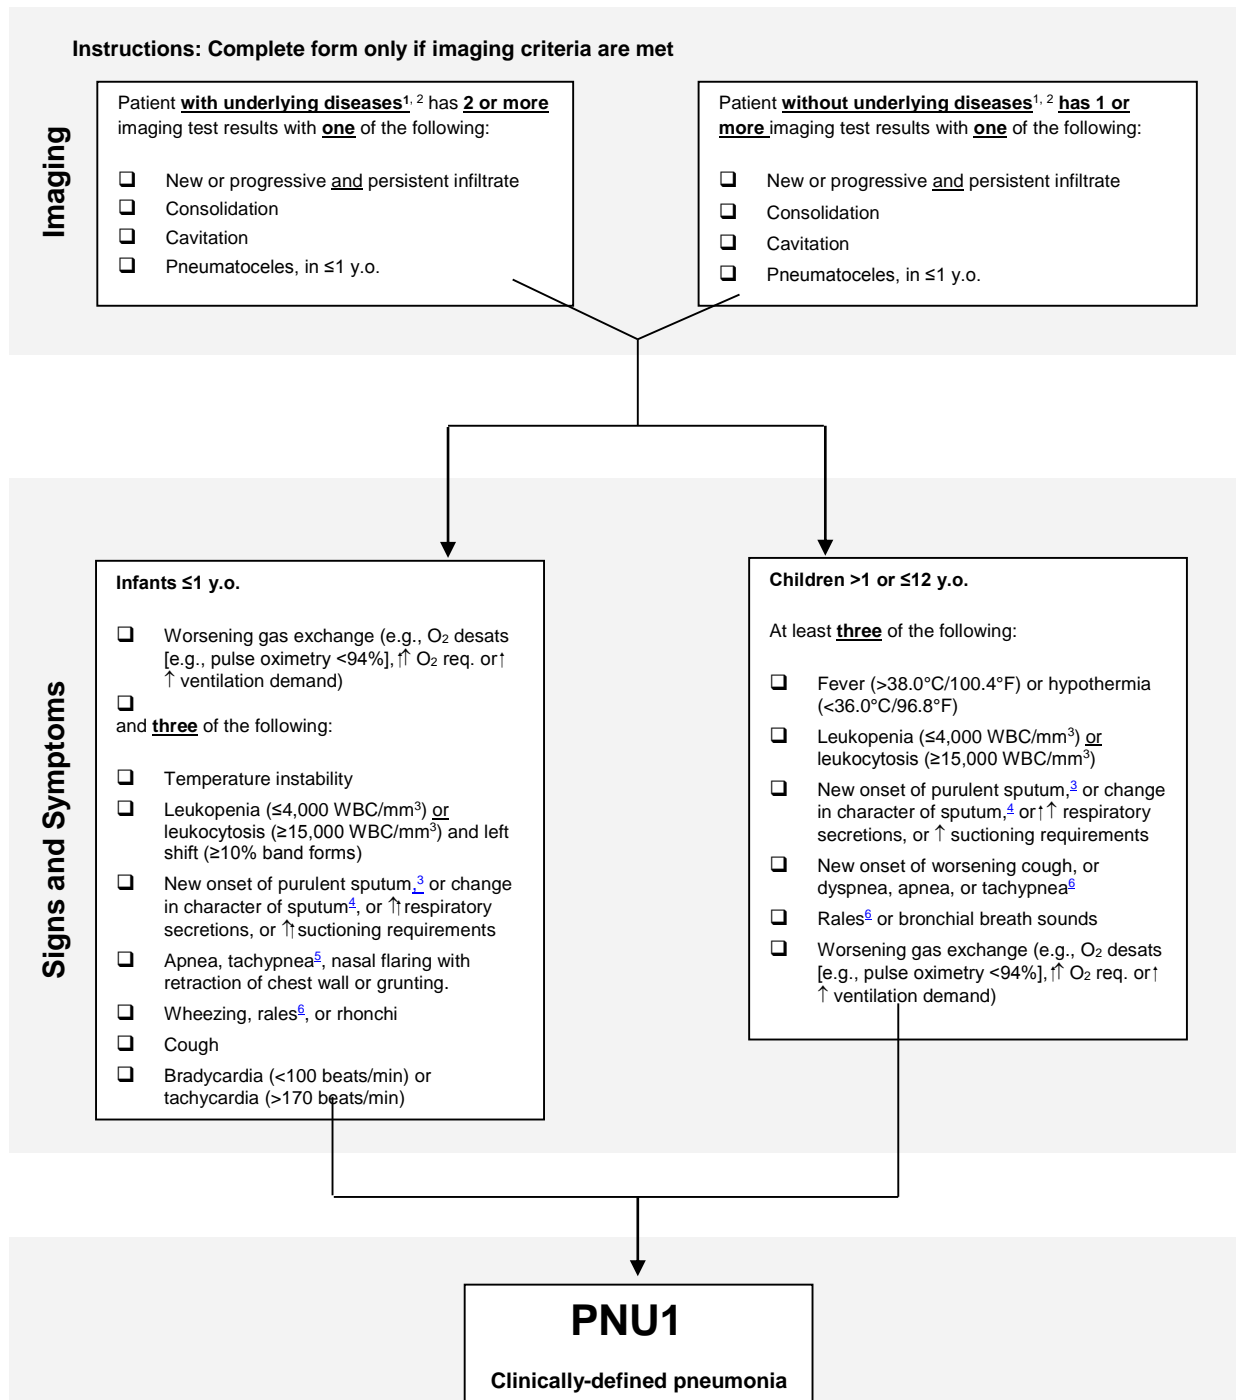 Instructions: Complete form only if imaging criteria are met
Imaging
Patient with underlying diseases1, 2 has 2 or more
imaging test results with one of the following:
❑ New or progressive and persistent infiltrate
❑ Consolidation
❑ Cavitation
❑ Pneumatoceles, in ≤1 y.o.
Patient without underlying diseases1, 2 has 1 or
more imaging test results with one of the following:
❑ New or progressive and persistent infiltrate
❑ Consolidation
❑ Cavitation
❑ Pneumatoceles, in ≤1 y.o.
Signs and Symptoms
Infants ≤1 y.o.
❑ Worsening gas exchange (e.g., O2 desats
[e.g., pulse oximetry <94%], ↑↑ O2 req. or↑
↑ ventilation demand)
❑
and three of the following:
❑ Temperature instability
❑ Leukopenia (≤4,000 WBC/mm3) or
leukocytosis (≥15,000 WBC/mm3) and left
shift (≥10% band forms)
❑ New onset of purulent sputum,3 or change
in character of sputum4, or ↑↑ respiratory
secretions, or ↑↑ suctioning requirements
❑ Apnea, tachypnea5, nasal flaring with
retraction of chest wall or grunting.
❑ Wheezing, rales6, or rhonchi
❑ Cough
❑ Bradycardia (<100 beats/min) or
tachycardia (>170 beats/min)
Children >1 or ≤12 y.o.
At least three of the following:
❑ Fever (>38.0°C/100.4°F) or hypothermia
(<36.0°C/96.8°F)
❑ Leukopenia (≤4,000 WBC/mm3) or
leukocytosis (≥15,000 WBC/mm3)
❑ New onset of purulent sputum,3 or change
in character of sputum,4 or↑↑ respiratory
secretions, or ↑ suctioning requirements
❑ New onset of worsening cough, or
dyspnea, apnea, or tachypnea6
❑ Rales6 or bronchial breath sounds
❑ Worsening gas exchange (e.g., O2 desats
[e.g., pulse oximetry <94%], ↑↑ O2 req. or↑
↑ ventilation demand)
PNU1
Clinically-defined pneumonia